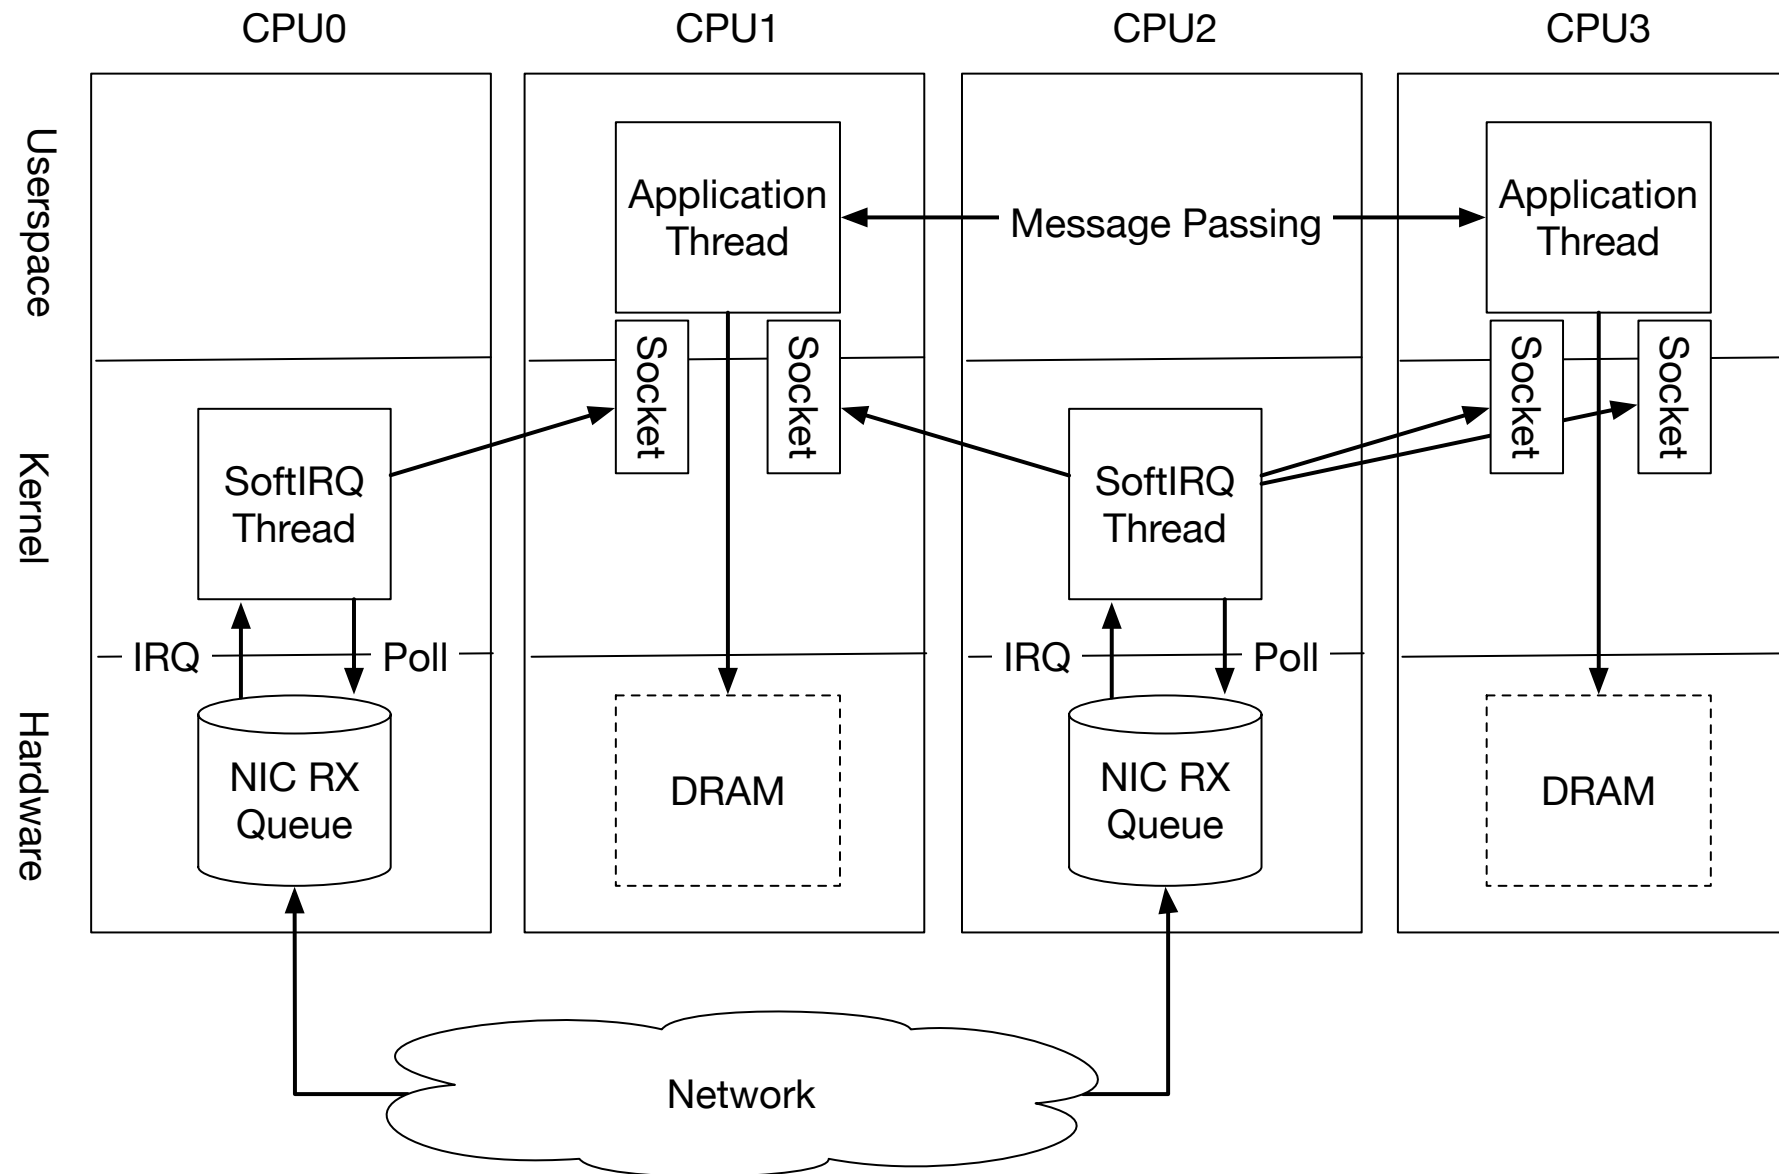 CPU0
CPU1
CPU2
CPU3
Userspace
Application
Thread
Message Passing
Application
Thread
Socket
Socket
Socket
Socket
Kernel
SoftIRQ
Thread
SoftIRQ
Thread
IRQ
Poll
IRQ
Poll
Hardware
NIC RX
Queue
DRAM
NIC RX
Queue
DRAM
Network